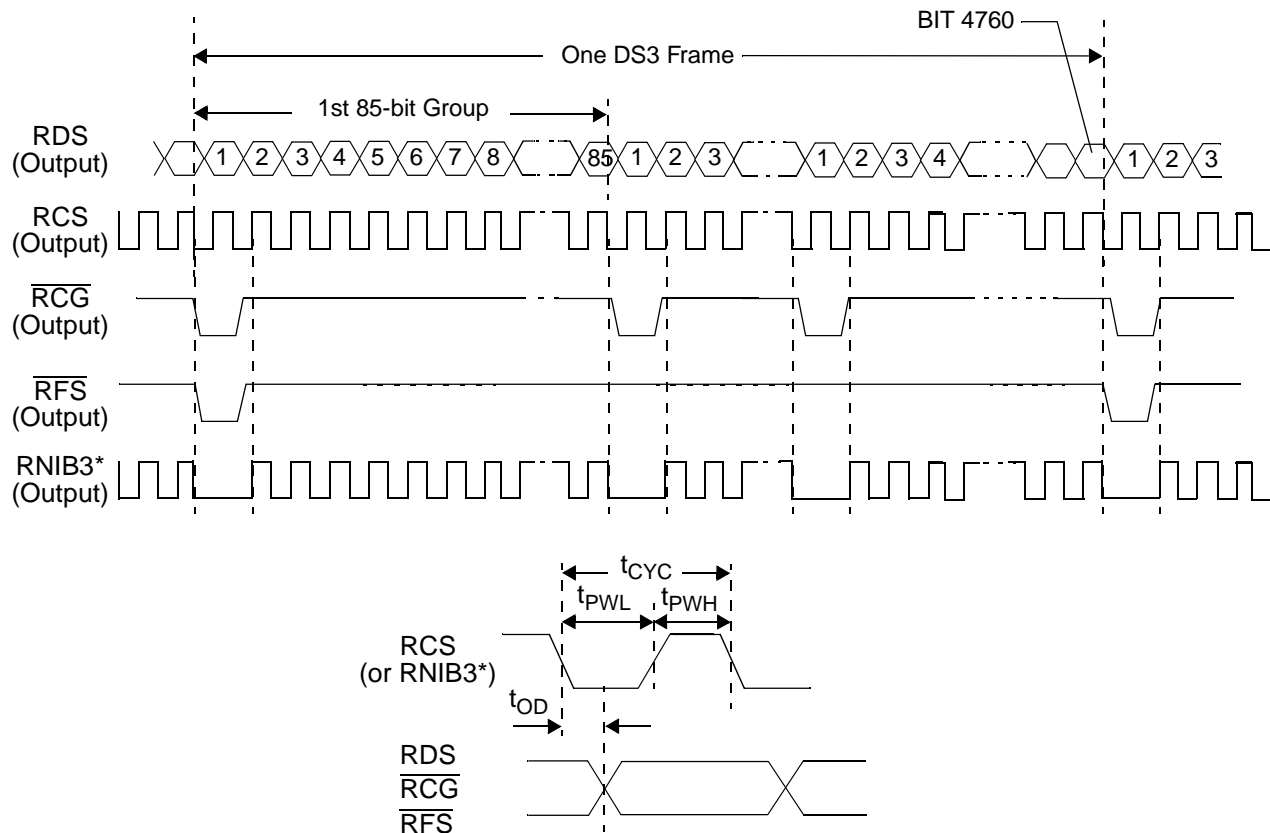 BIT 4760
One DS3 Frame
1st 85-bit Group
RDS
(Output)
1 2 3 4 5 6 7 8 85 1 2 3 1 2 3 4 1 2 3
RCS
(Output)
RCG
(Output)
RFS
(Output)
RNIB3*
(Output)
tCYC
tPWL tPWH
RCS
(or RNIB3*)
tOD
RDS
RCG
RFS